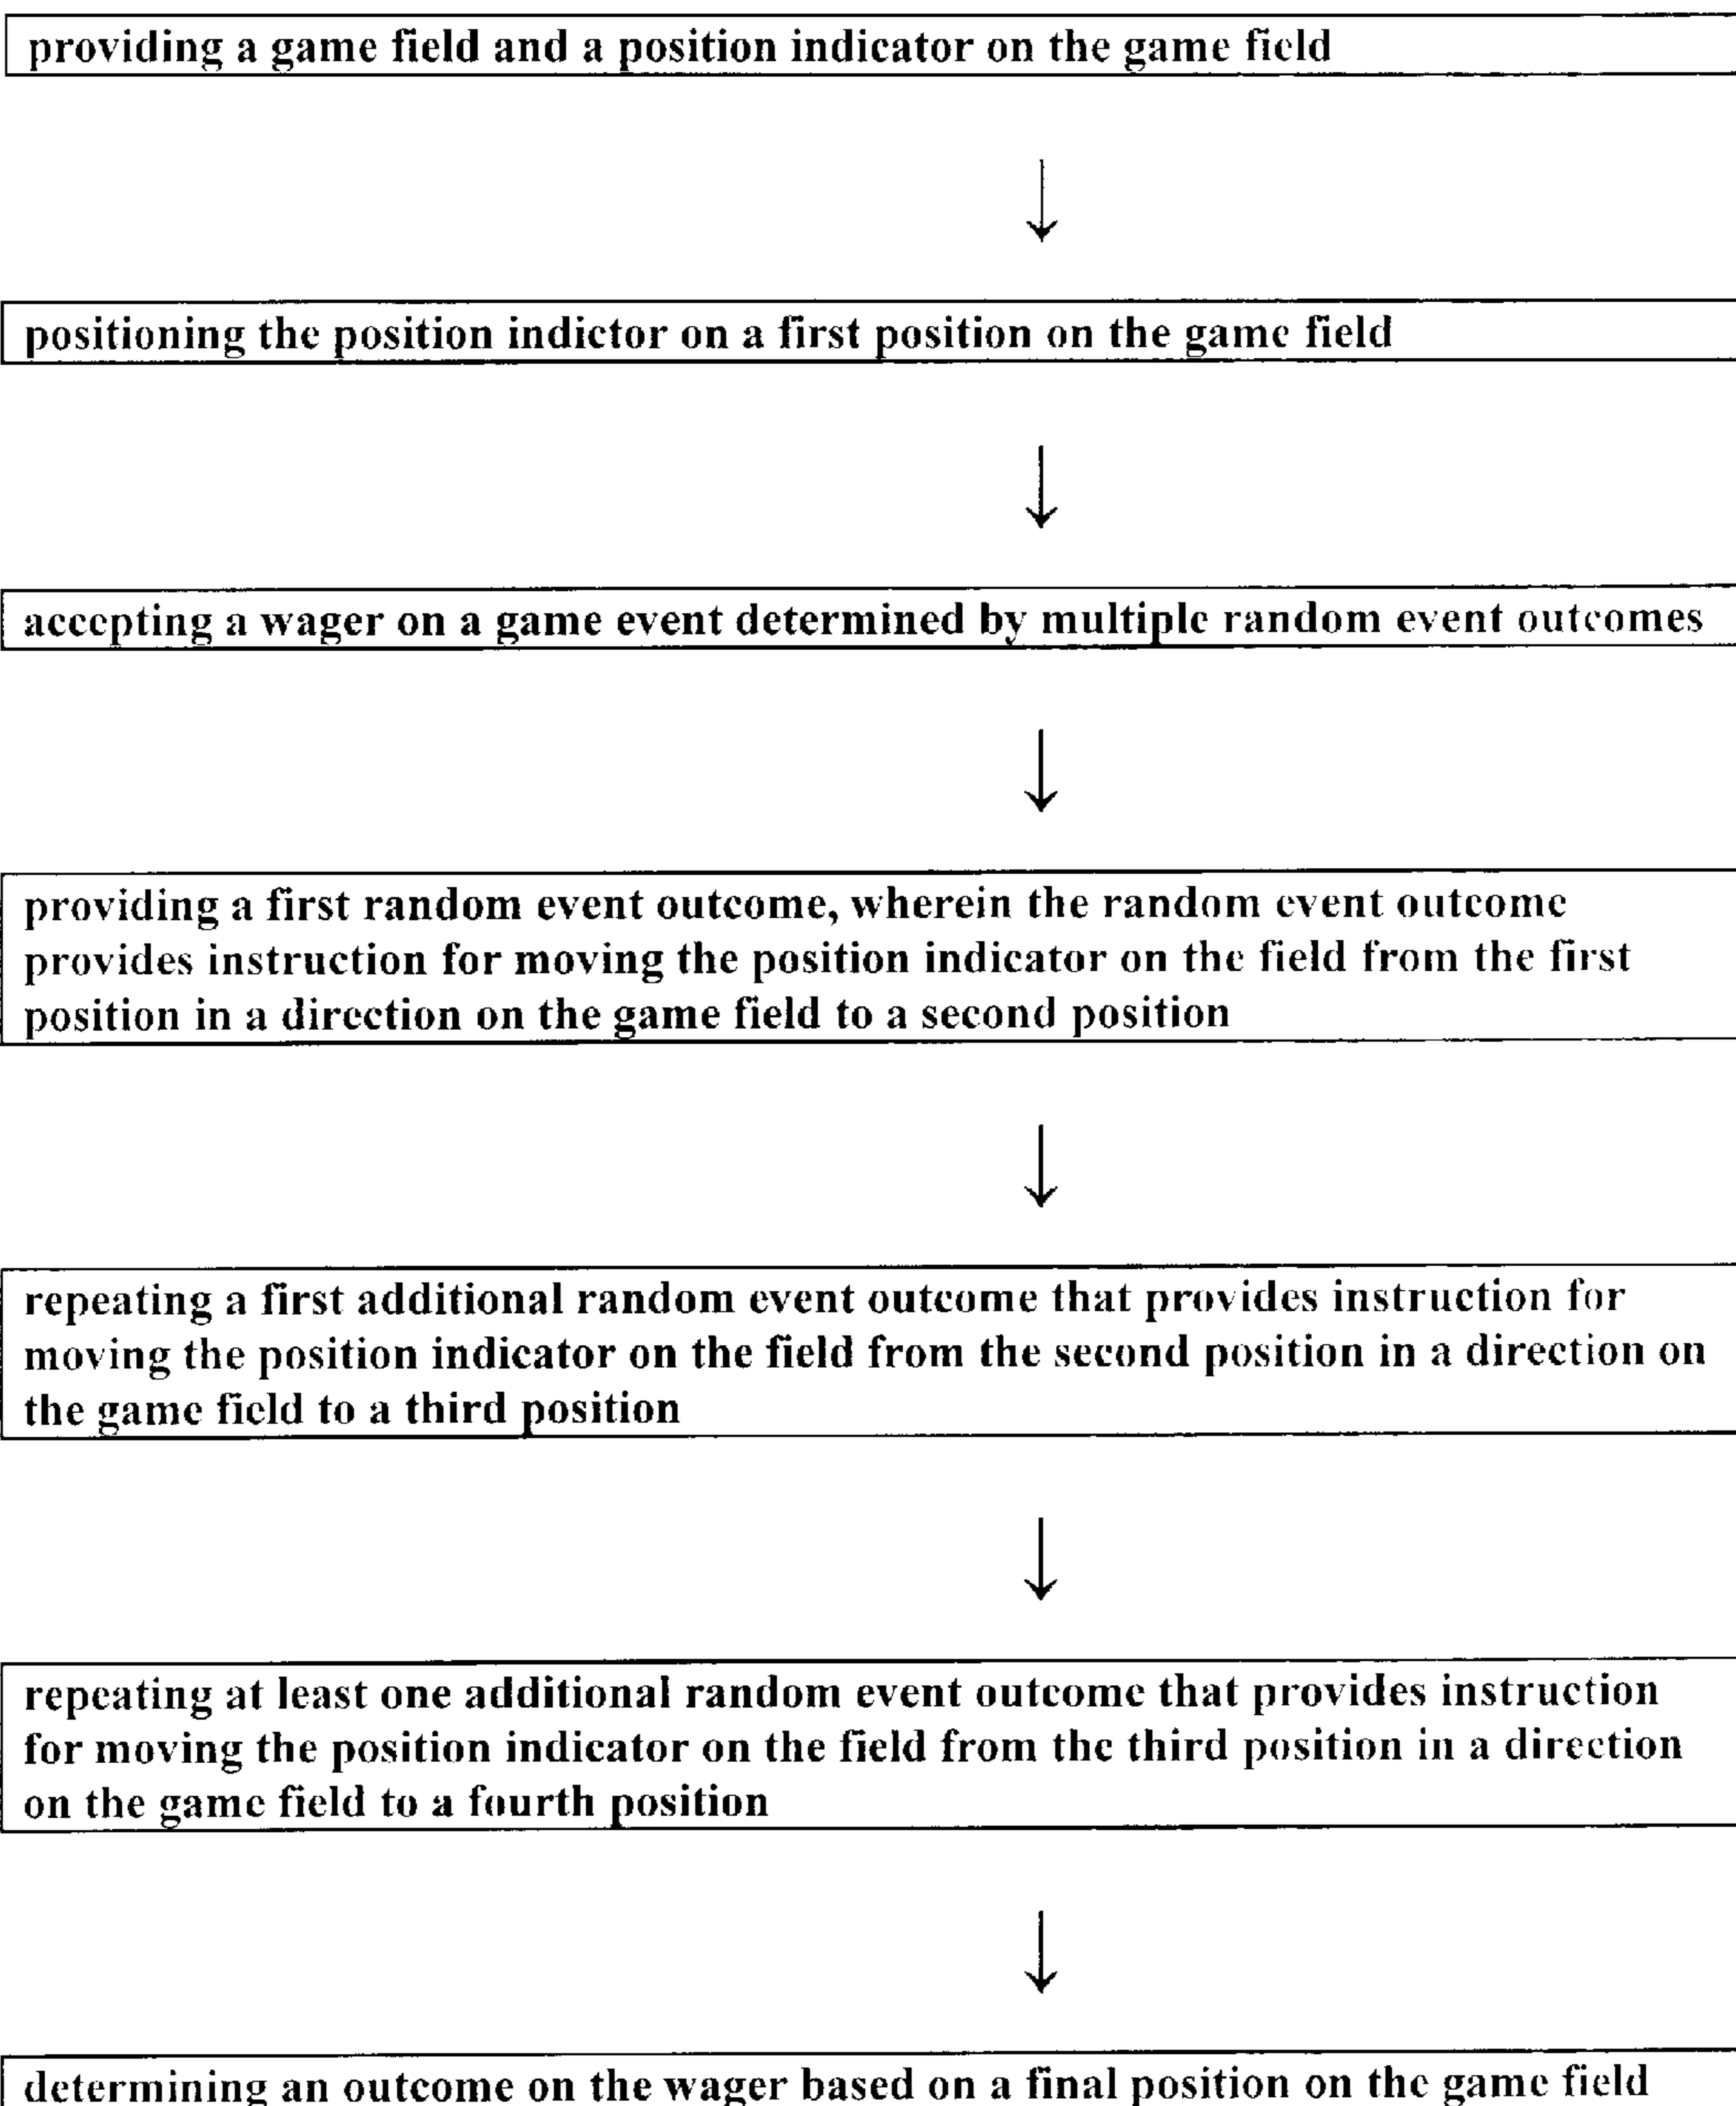 providing a game field and a position indicator on the game field
positioning the position indictor on a first position on the game field
accepting a wager on a game event determined by multiple random event outcomes
providing a first random event outcome, wherein the random event outcome
provides instruction for moving the position indicator on the field from the first
position in a direction on the game field to a second position
repeating a first additional random event outcome that provides instruction for
moving the position indicator on the field from the second position in a direction on
the game field to a third position
repeating at least one additional random event outcome that provides instruction
for moving the position indicator on the field from the third position in a direction
on the game field to a fourth position
determining an outcome on the wager based on a final position on the game field